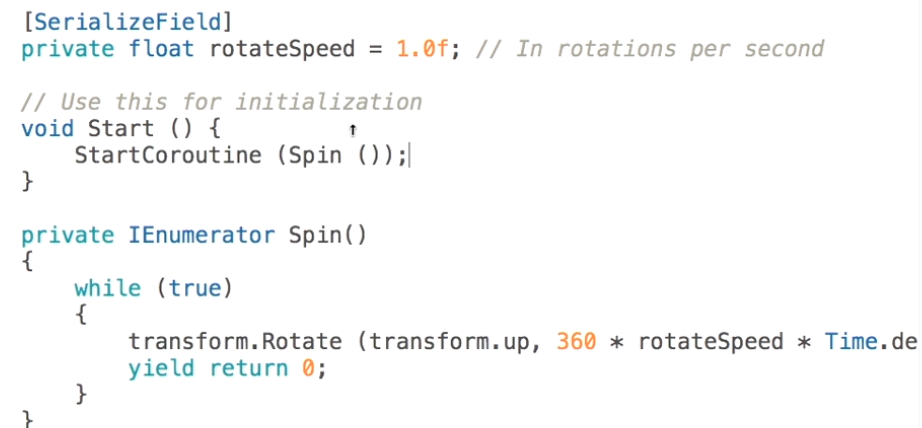 [SerializeField]
private float rotateSpeed = 1.0f; // In rotations per second
// Use this for initialization
void Start () {
StartCoroutine (Spin ());
}
private IEnumerator Spin()
{
while (true)
{
transform.Rotate (transform.up, 360 * rotateSpeed * Time.de
yield return 0;
}
}